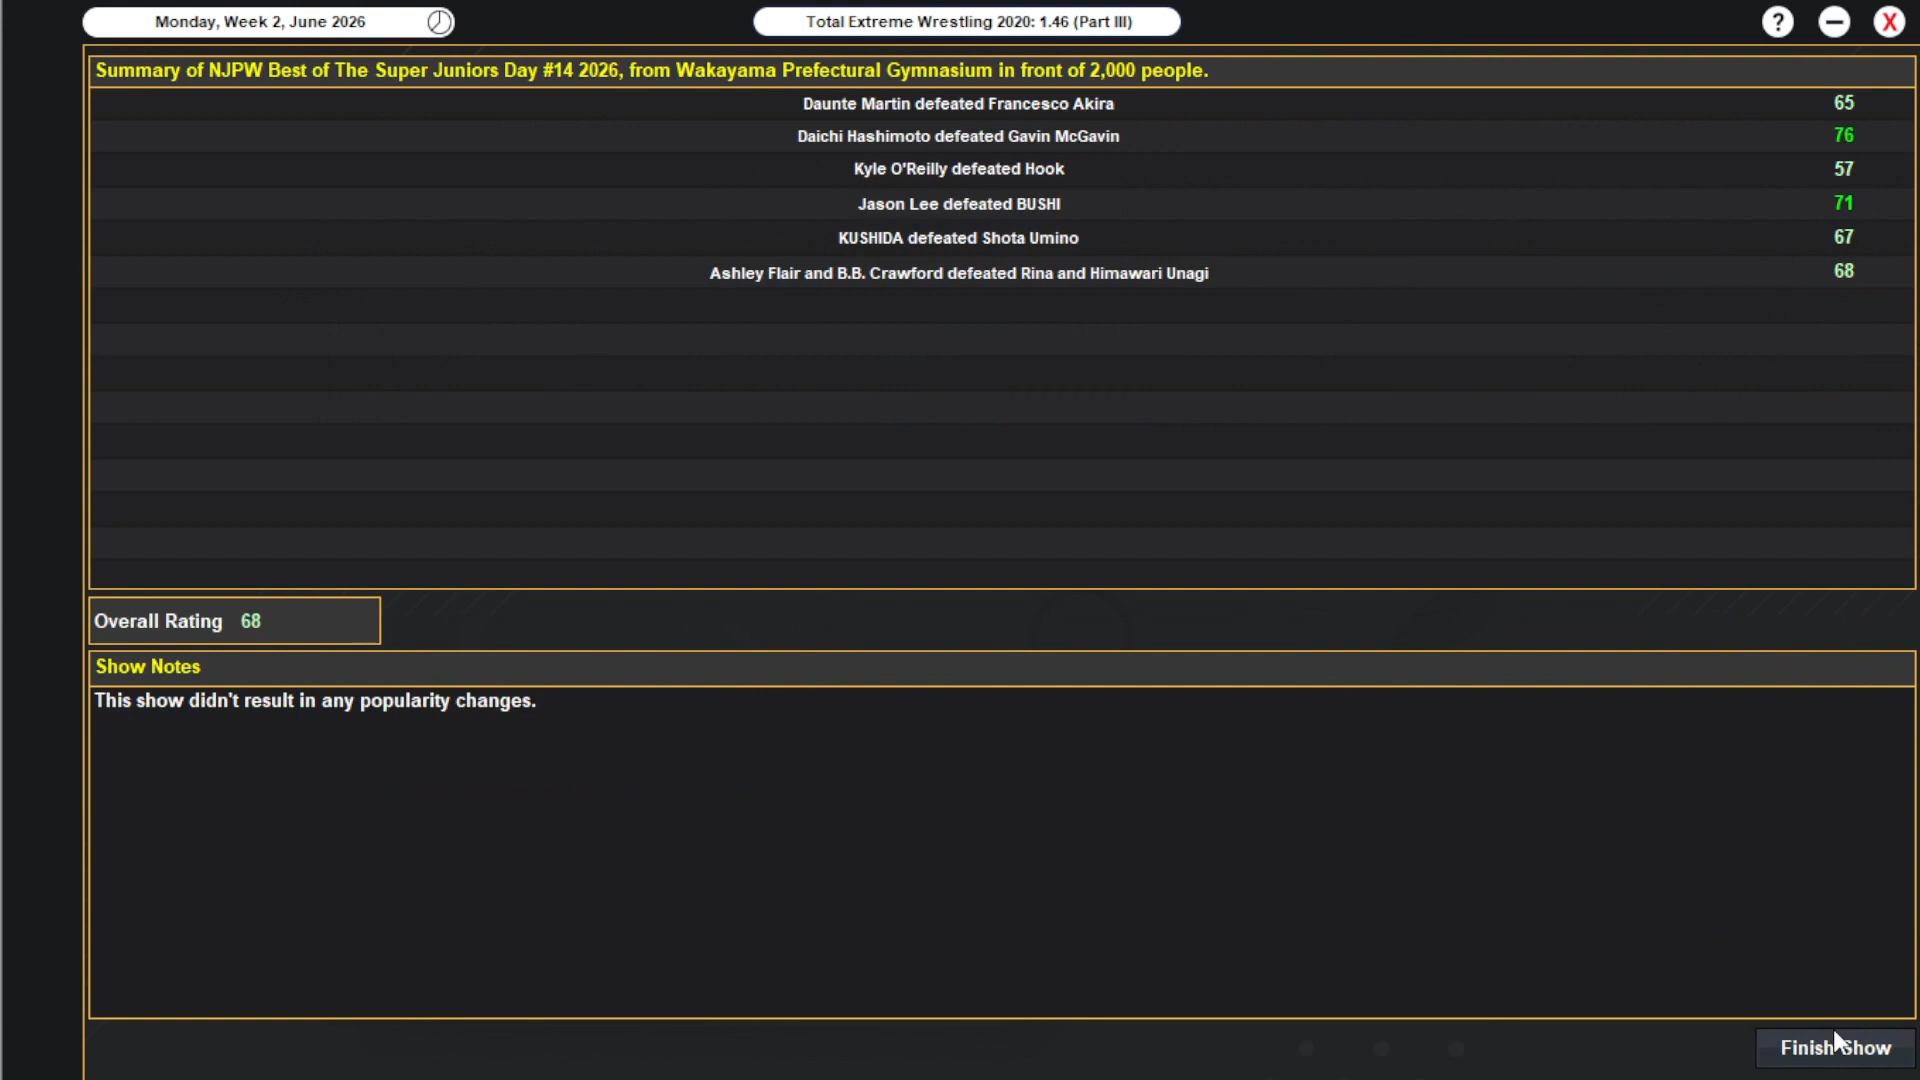 Monday, Week 2, June 2026
Total Extreme Wrestling 2020: 1.46 (Part III)
?
X
Summary of NJPW Best of The Super Juniors Day #14 2026, from Wakayama Prefectural Gymnasium in front of 2,000 people.
Daunte Martin defeated Francesco Akira 65
Daichi Hashimoto defeated Gavin McGavin 76
Kyle O'Reilly defeated Hook 57
Jason Lee defeated BUSHI 71
KUSHIDA defeated Shota Umino 67
Ashley Flair and B.B. Crawford defeated Rina and Himawari Unagi 68
Overall Rating 68
Show Notes
This show didn't result in any popularity changes.
Finish Show